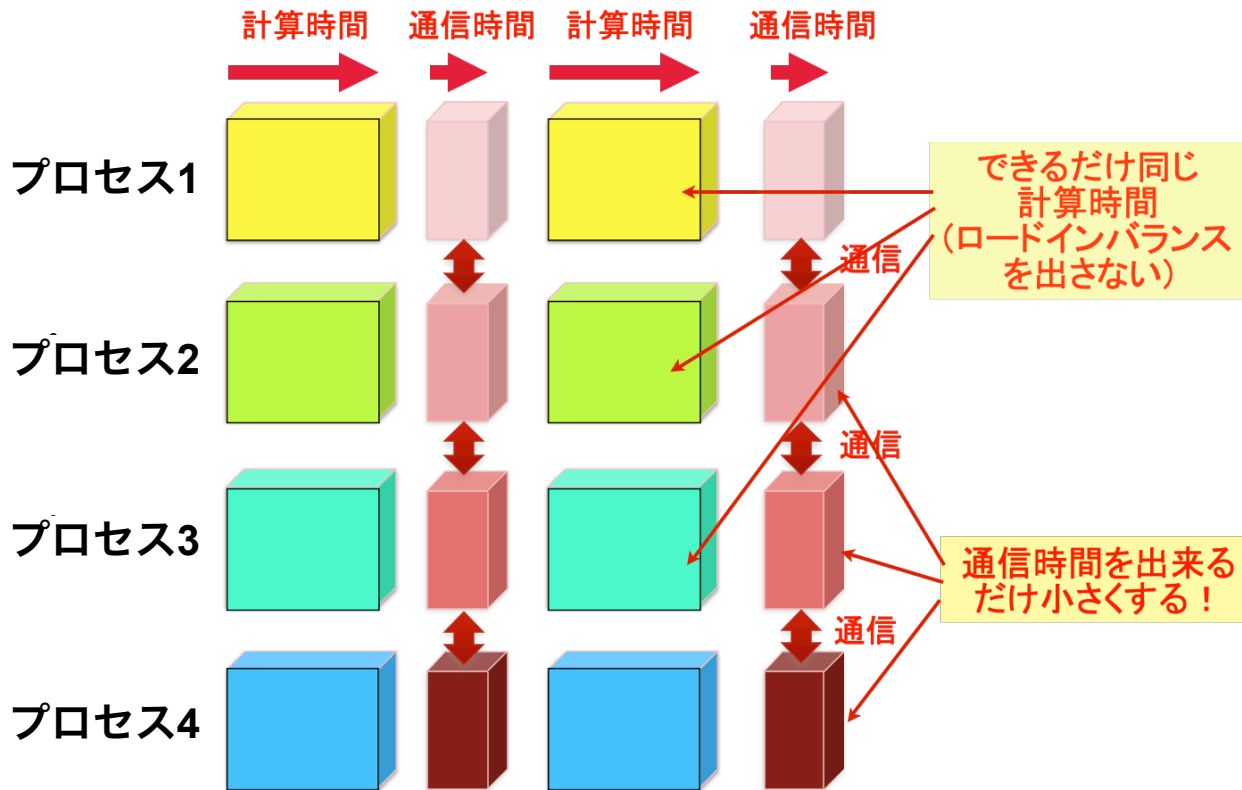 計算時間 通信時間 計算時間 通信時間
プロセス1
できるだけ同じ
計算時間
（ロードインバランス
を出さない）
通信
プロセス2
通信
プロセス3
通信時間を出来る
だけ小さくする！
通信
プロセス4